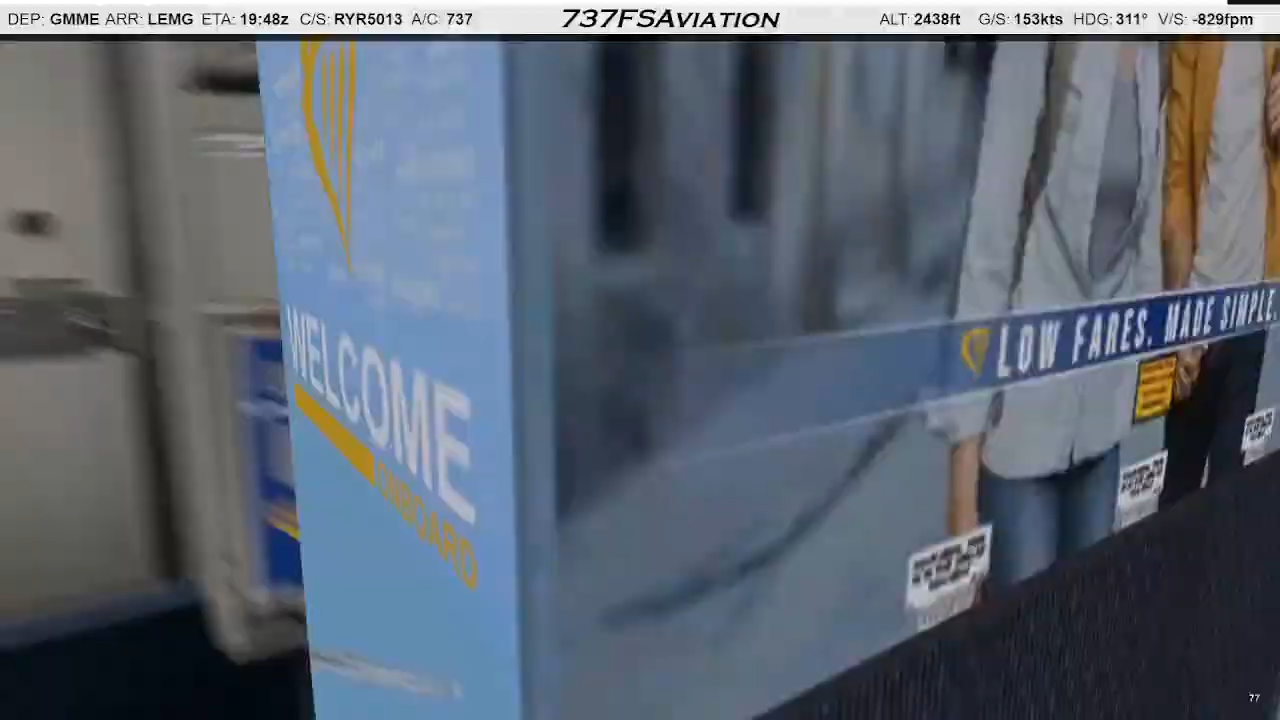 DEP: GMME ARR: LEMG ETA: 19:48z C/S: RYR5013 A/C: 737
737FSAviation
ALT: 2438ft G/S: 153kts HDG: 311° V/S: -829fpm
WELCOME
ONBOARD
LOW FARES. MADE SIMPLE.
77